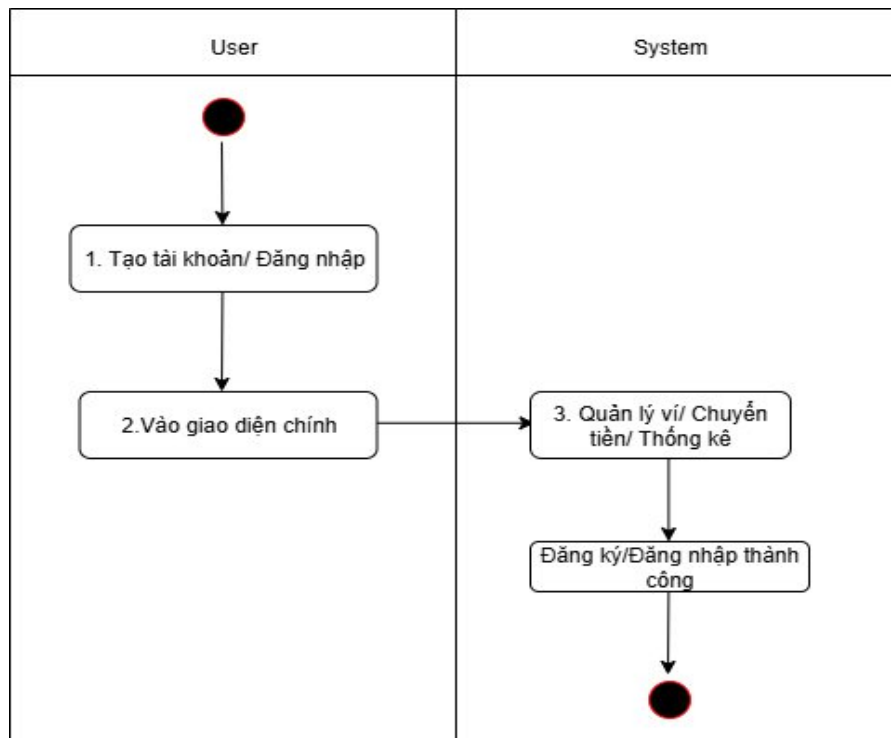 User
System
1. Tạo tài khoản/ Đăng nhập
2.Vào giao diện chính
3. Quản lý ví/ Chuyển
tiền/ Thống kê
Đăng ký/Đăng nhập thành
công